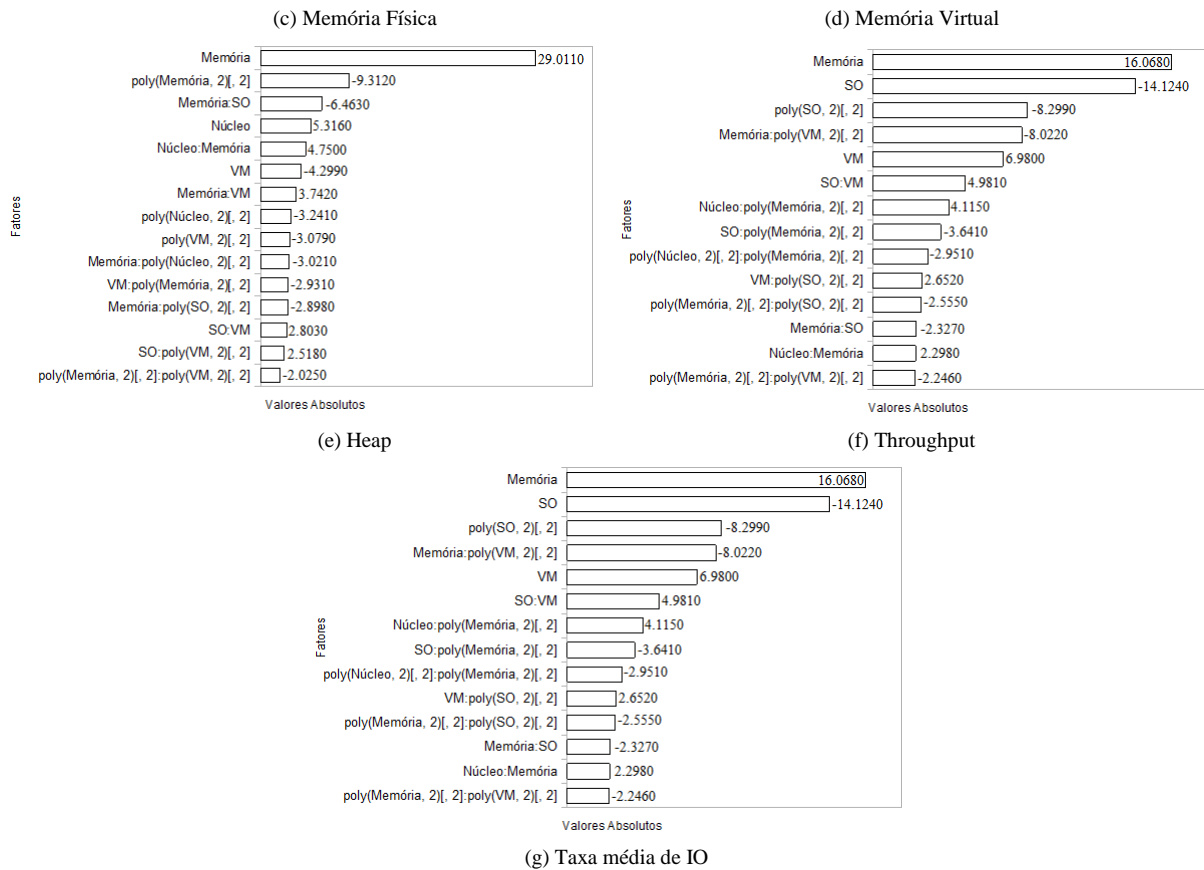 (c) Memória Física
(d) Memória Virtual
Fatores
Memória 29.0110
poly(Memória, 2)[, 2] -9.3120
Memória:SO -6.4630
Núcleo 5.3160
Núcleo:Memória 4.7500
VM -4.2990
Memória:VM 3.7420
poly(Núcleo, 2)[, 2] -3.2410
poly(VM, 2)[, 2] -3.0790
Memória:poly(Núcleo, 2)[, 2] -3.0210
VM:poly(Memória, 2)[, 2] -2.9310
Memória:poly(SO, 2)[, 2] -2.8980
SO:VM 2.8030
SO:poly(VM, 2)[, 2] 2.5180
poly(Memória, 2)[, 2]:poly(VM, 2)[, 2] -2.0250
Valores Absolutos
(e) Heap
Fatores
Memória 16.0680
SO -14.1240
poly(SO, 2)[, 2] -8.2990
Memória:poly(VM, 2)[, 2] -8.0220
VM 6.9800
SO:VM 4.9810
Núcleo:poly(Memória, 2)[, 2] 4.1150
SO:poly(Memória, 2)[, 2] -3.6410
poly(Núcleo, 2)[, 2]:poly(Memória, 2)[, 2] -2.9510
VM:poly(SO, 2)[, 2] 2.6520
poly(Memória, 2)[, 2]:poly(SO, 2)[, 2] -2.5550
Memória:SO -2.3270
Núcleo:Memória 2.2980
poly(Memória, 2)[, 2]:poly(VM, 2)[, 2] -2.2460
Valores Absolutos
(f) Throughput
Fatores
Memória 16.0680
SO -14.1240
poly(SO, 2)[, 2] -8.2990
Memória:poly(VM, 2)[, 2] -8.0220
VM 6.9800
SO:VM 4.9810
Núcleo:poly(Memória, 2)[, 2] 4.1150
SO:poly(Memória, 2)[, 2] -3.6410
poly(Núcleo, 2)[, 2]:poly(Memória, 2)[, 2] -2.9510
VM:poly(SO, 2)[, 2] 2.6520
poly(Memória, 2)[, 2]:poly(SO, 2)[, 2] -2.5550
Memória:SO -2.3270
Núcleo:Memória 2.2980
poly(Memória, 2)[, 2]:poly(VM, 2)[, 2] -2.2460
Valores Absolutos
(g) Taxa média de IO